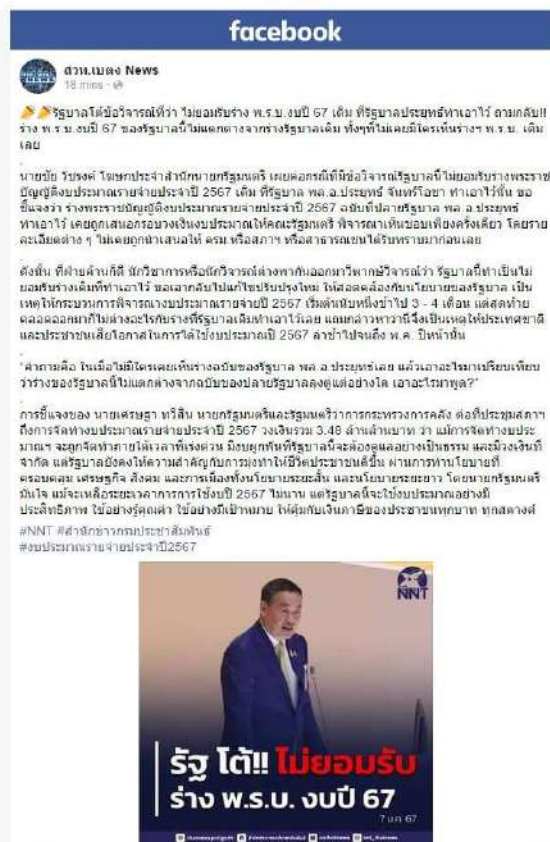 facebook
สวท.เบตง News
18 mins ·
รัฐบาลโต้ข้อวิจารณ์ที่ว่า ไม่ยอมรับร่าง พ.ร.บ.งบปี 67 เดิม ที่รัฐบาลประยุทธ์ทำเอาไว้ ถามกลับ!!
ร่าง พ.ร.บ.งบปี 67 ของรัฐบาลนี้ไม่แตกต่างจากร่างรัฐบาลเดิม ทั้งๆที่ไม่เคยมีใครเห็นร่างฯ พ.ร.บ. เดิม
เลย
.
นายชัย วัชรงค์ โฆษกประจำสำนักนายกรัฐมนตรี เผยต่อกรณีที่มีข้อวิจารณ์รัฐบาลนี้ไม่ยอมรับร่างพระราช
บัญญัติงบประมาณรายจ่ายประจำปี 2567 เดิม ที่รัฐบาล พล.อ.ประยุทธ์ จันทร์โอชา ทำเอาไว้นั้น ขอ
ชี้แจงว่า ร่างพระราชบัญญัติงบประมาณรายจ่ายประจำปี 2567 ฉบับที่ปลายรัฐบาล พล.อ.ประยุทธ์
ทำเอาไว้ เคยถูกเสนอกรอบวงเงินงบประมาณให้คณะรัฐมนตรี พิจารณาเห็นชอบเพียงครั้งเดียว โดยราย
ละเอียดต่าง ๆ ไม่เคยถูกนำเสนอให้ ครม.หรือสภาฯ หรือสาธารณชนได้รับทราบมาก่อนเลย
.
ดังนั้น ที่ฝ่ายค้านก็ดี นักวิชาการหรือนักวิจารณ์ต่างพากันออกมาวิพากษ์วิจารณ์ว่า รัฐบาลนี้ทำเป็นไม่
ยอมรับร่างเดิมที่ทำเอาไว้ ขอเอากลับไปแก้ไขปรับปรุงใหม่ ให้สอดคล้องกับนโยบายของรัฐบาล เป็น
เหตุให้กระบวนการพิจารณางบประมาณรายจ่ายปี 2567 เริ่มต้นนับหนึ่งช้าไป 3 - 4 เดือน แต่สุดท้าย
คลอดออกมาก็ไม่ต่างอะไรกับร่างที่รัฐบาลเดิมทำเอาไว้เลย แถมกล่าวหาว่านี่จึงเป็นเหตุให้ประเทศชาติ
และประชาชนเสียโอกาสในการได้ใช้งบประมาณปี 2567 ล่าช้าไปจนถึง พ.ค. ปีหน้านั้น
.
"คำถามคือ ในเมื่อไม่มีใครเคยเห็นร่างฉบับของรัฐบาล พล.อ.ประยุทธ์เลย แล้วเอาอะไรมาเปรียบเทียบ
ว่าร่างของรัฐบาลนี้ไม่แตกต่างจากฉบับของปลายรัฐบาลลุงตู่แต่อย่างใด เอาอะไรมาพูด?"
.
การชี้แจงของ นายเศรษฐา ทวีสิน นายกรัฐมนตรีและรัฐมนตรีว่าการกระทรวงการคลัง ต่อที่ประชุมสภาฯ
ถึงการจัดทำงบประมาณรายจ่ายประจำปี 2567 วงเงินรวม 3.48 ล้านล้านบาท ว่า แม้การจัดทำงบประ
มาณฯ จะถูกจัดทำภายใต้เวลาที่เร่งด่วน มีงบผูกพันที่รัฐบาลนี้จะต้องดูแลอย่างเป็นธรรม และมีวงเงินที่
จำกัด แต่รัฐบาลยังคงให้ความสำคัญกับการมุ่งทำให้ชีวิตประชาชนดีขึ้น ผ่านการทำนโยบายที่
ครอบคลุม เศรษฐกิจ สังคม และการเมืองทั้งนโยบายระยะสั้น และนโยบายระยะยาว โดยนายกรัฐมนตรี
มั่นใจ แม้จะเหลือระยะเวลาการการใช้งบปี 2567 ไม่นาน แต่รัฐบาลนี้จะใช้งบประมาณอย่างมี
ประสิทธิภาพ ใช้อย่างรู้คุณค่า ใช้อย่างมีเป้าหมาย ให้คุ้มกับเงินภาษีของประชาชนทุกบาท ทุกสตางค์
#NNT #สำนักข่าวกรมประชาสัมพันธ์
#งบประมาณรายจ่ายประจำปี2567
NNT
รัฐ โต้!! ไม่ยอมรับ
ร่าง พ.ร.บ. งบปี 67
7 ม.ค. 67